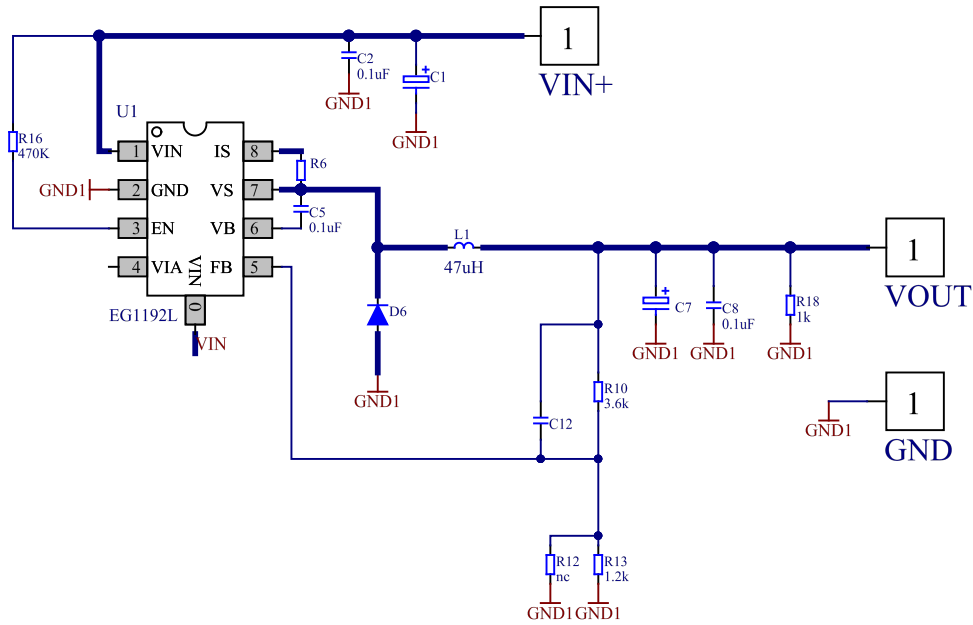 1
VIN+
C2
0.1uF
GND1
C1
GND1
U1
R16
470K
1 VIN IS 8
R6
GND1 2 GND VS 7
C5
0.1uF
3 EN VB 6
4 VIA FB 5
VIN
0
EG1192L
VIN
L1
47uH
1
VOUT
D6
GND1
C7
GND1
C8
0.1uF
GND1
R18
1k
GND1
R10
3.6k
C12
1
GND1
GND
R12
nc
R13
1.2k
GND1 GND1